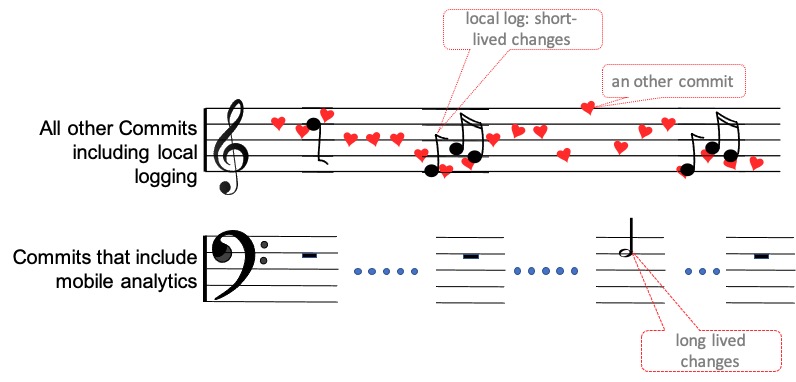 local log: short-
lived changes
an other commit
All other Commits
including local
logging
Commits that include
mobile analytics
long lived
changes